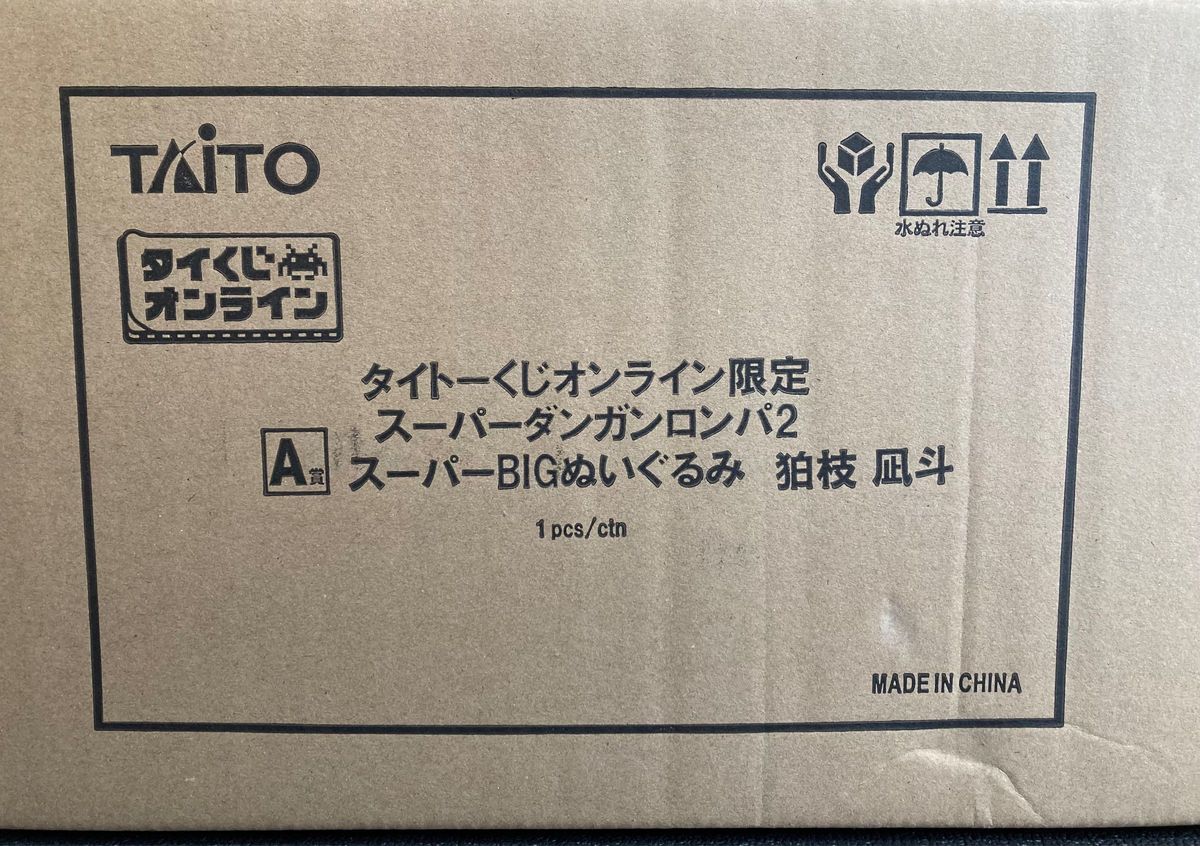 TAITO
水ぬれ注意
タイくじ
オンライン
タイトーくじオンライン限定
スーパーダンガンロンパ2
A賞 スーパーBIGぬいぐるみ 狛枝 凪斗
1pcs/ctn
MADE IN CHINA